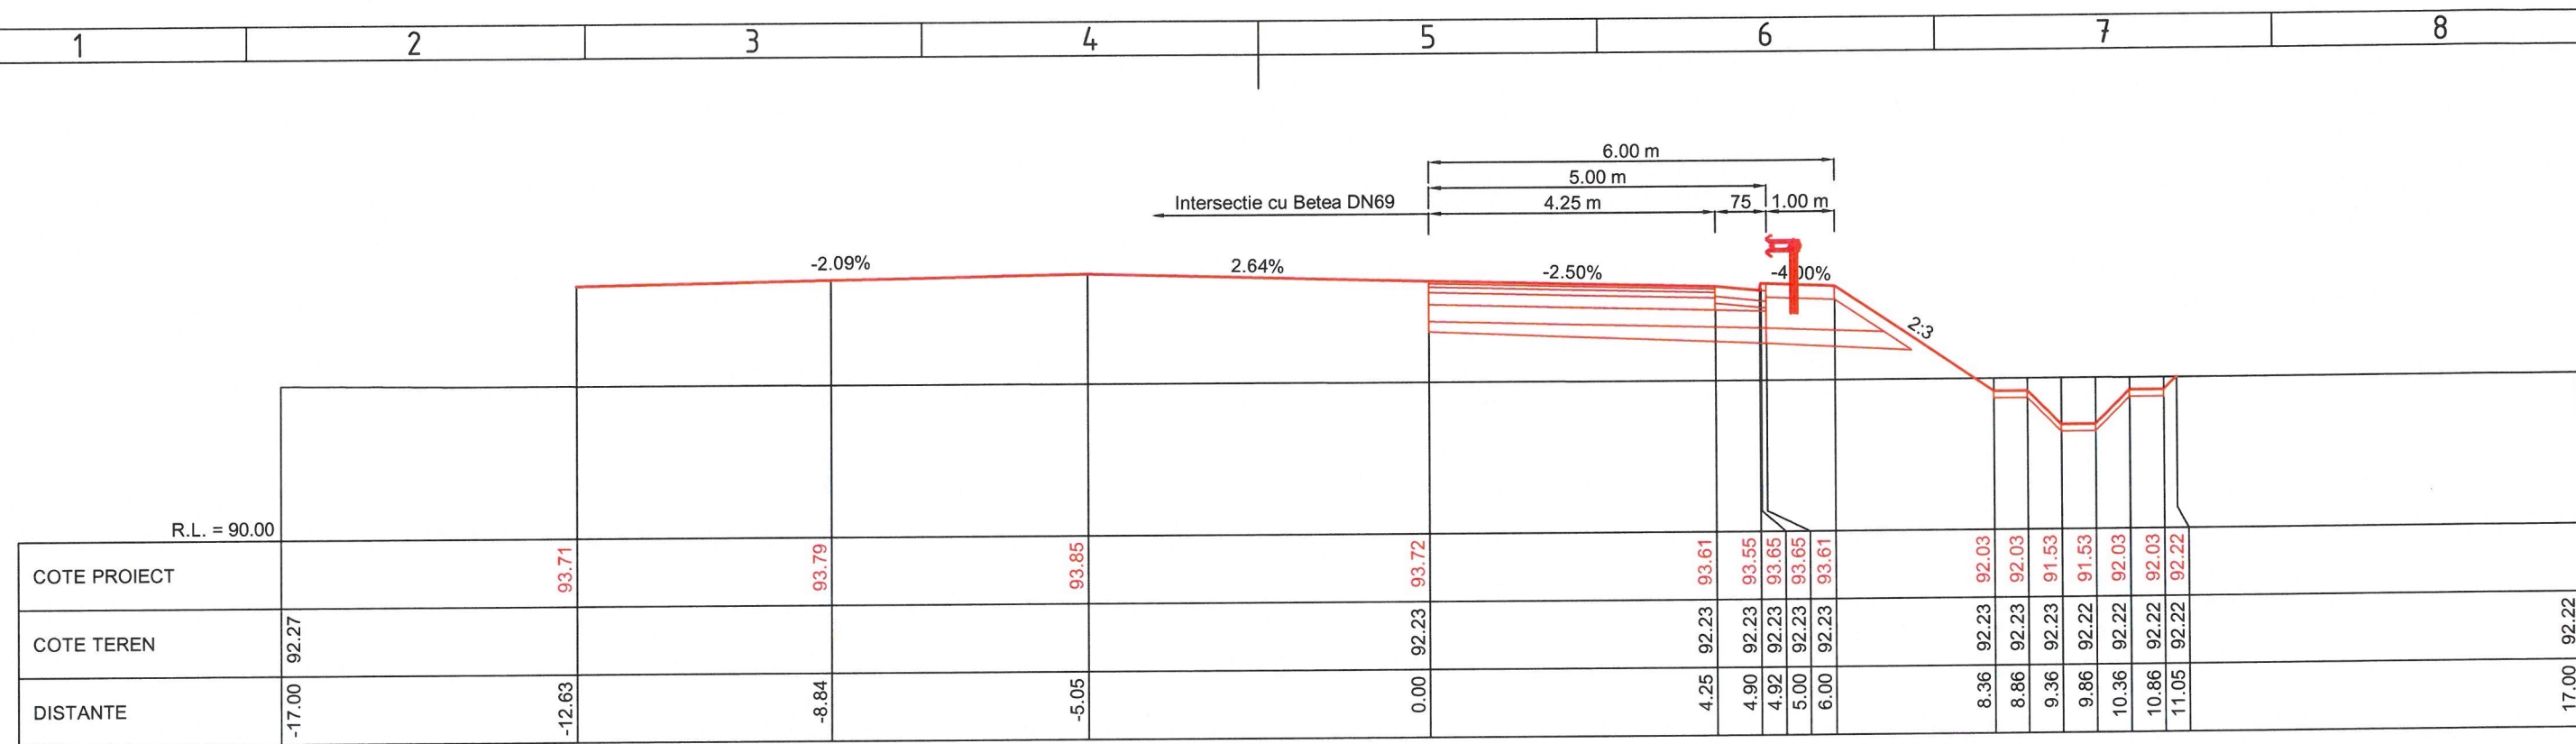 1 2 3 4 5 6 7 8
6.00 m
5.00 m
Intersectie cu Betea DN69 4.25 m 75 1.00 m
-2.09% 2.64% -2.50% -4.00%
2:3
R.L. = 90.00
COTE PROIECT 93.71 93.79 93.85 93.72 93.61 93.55 93.65 93.65 93.61 92.03 92.03 91.53 91.53 92.03 92.03 92.22
COTE TEREN 92.27 92.23 92.23 92.23 92.23 92.23 92.23 92.23 92.23 92.23 92.22 92.22 92.22 92.22 92.22
DISTANTE -17.00 -12.63 -8.84 -5.05 0.00 4.25 4.90 4.92 5.00 6.00 8.36 8.86 9.36 9.86 10.36 10.86 11.05 17.00